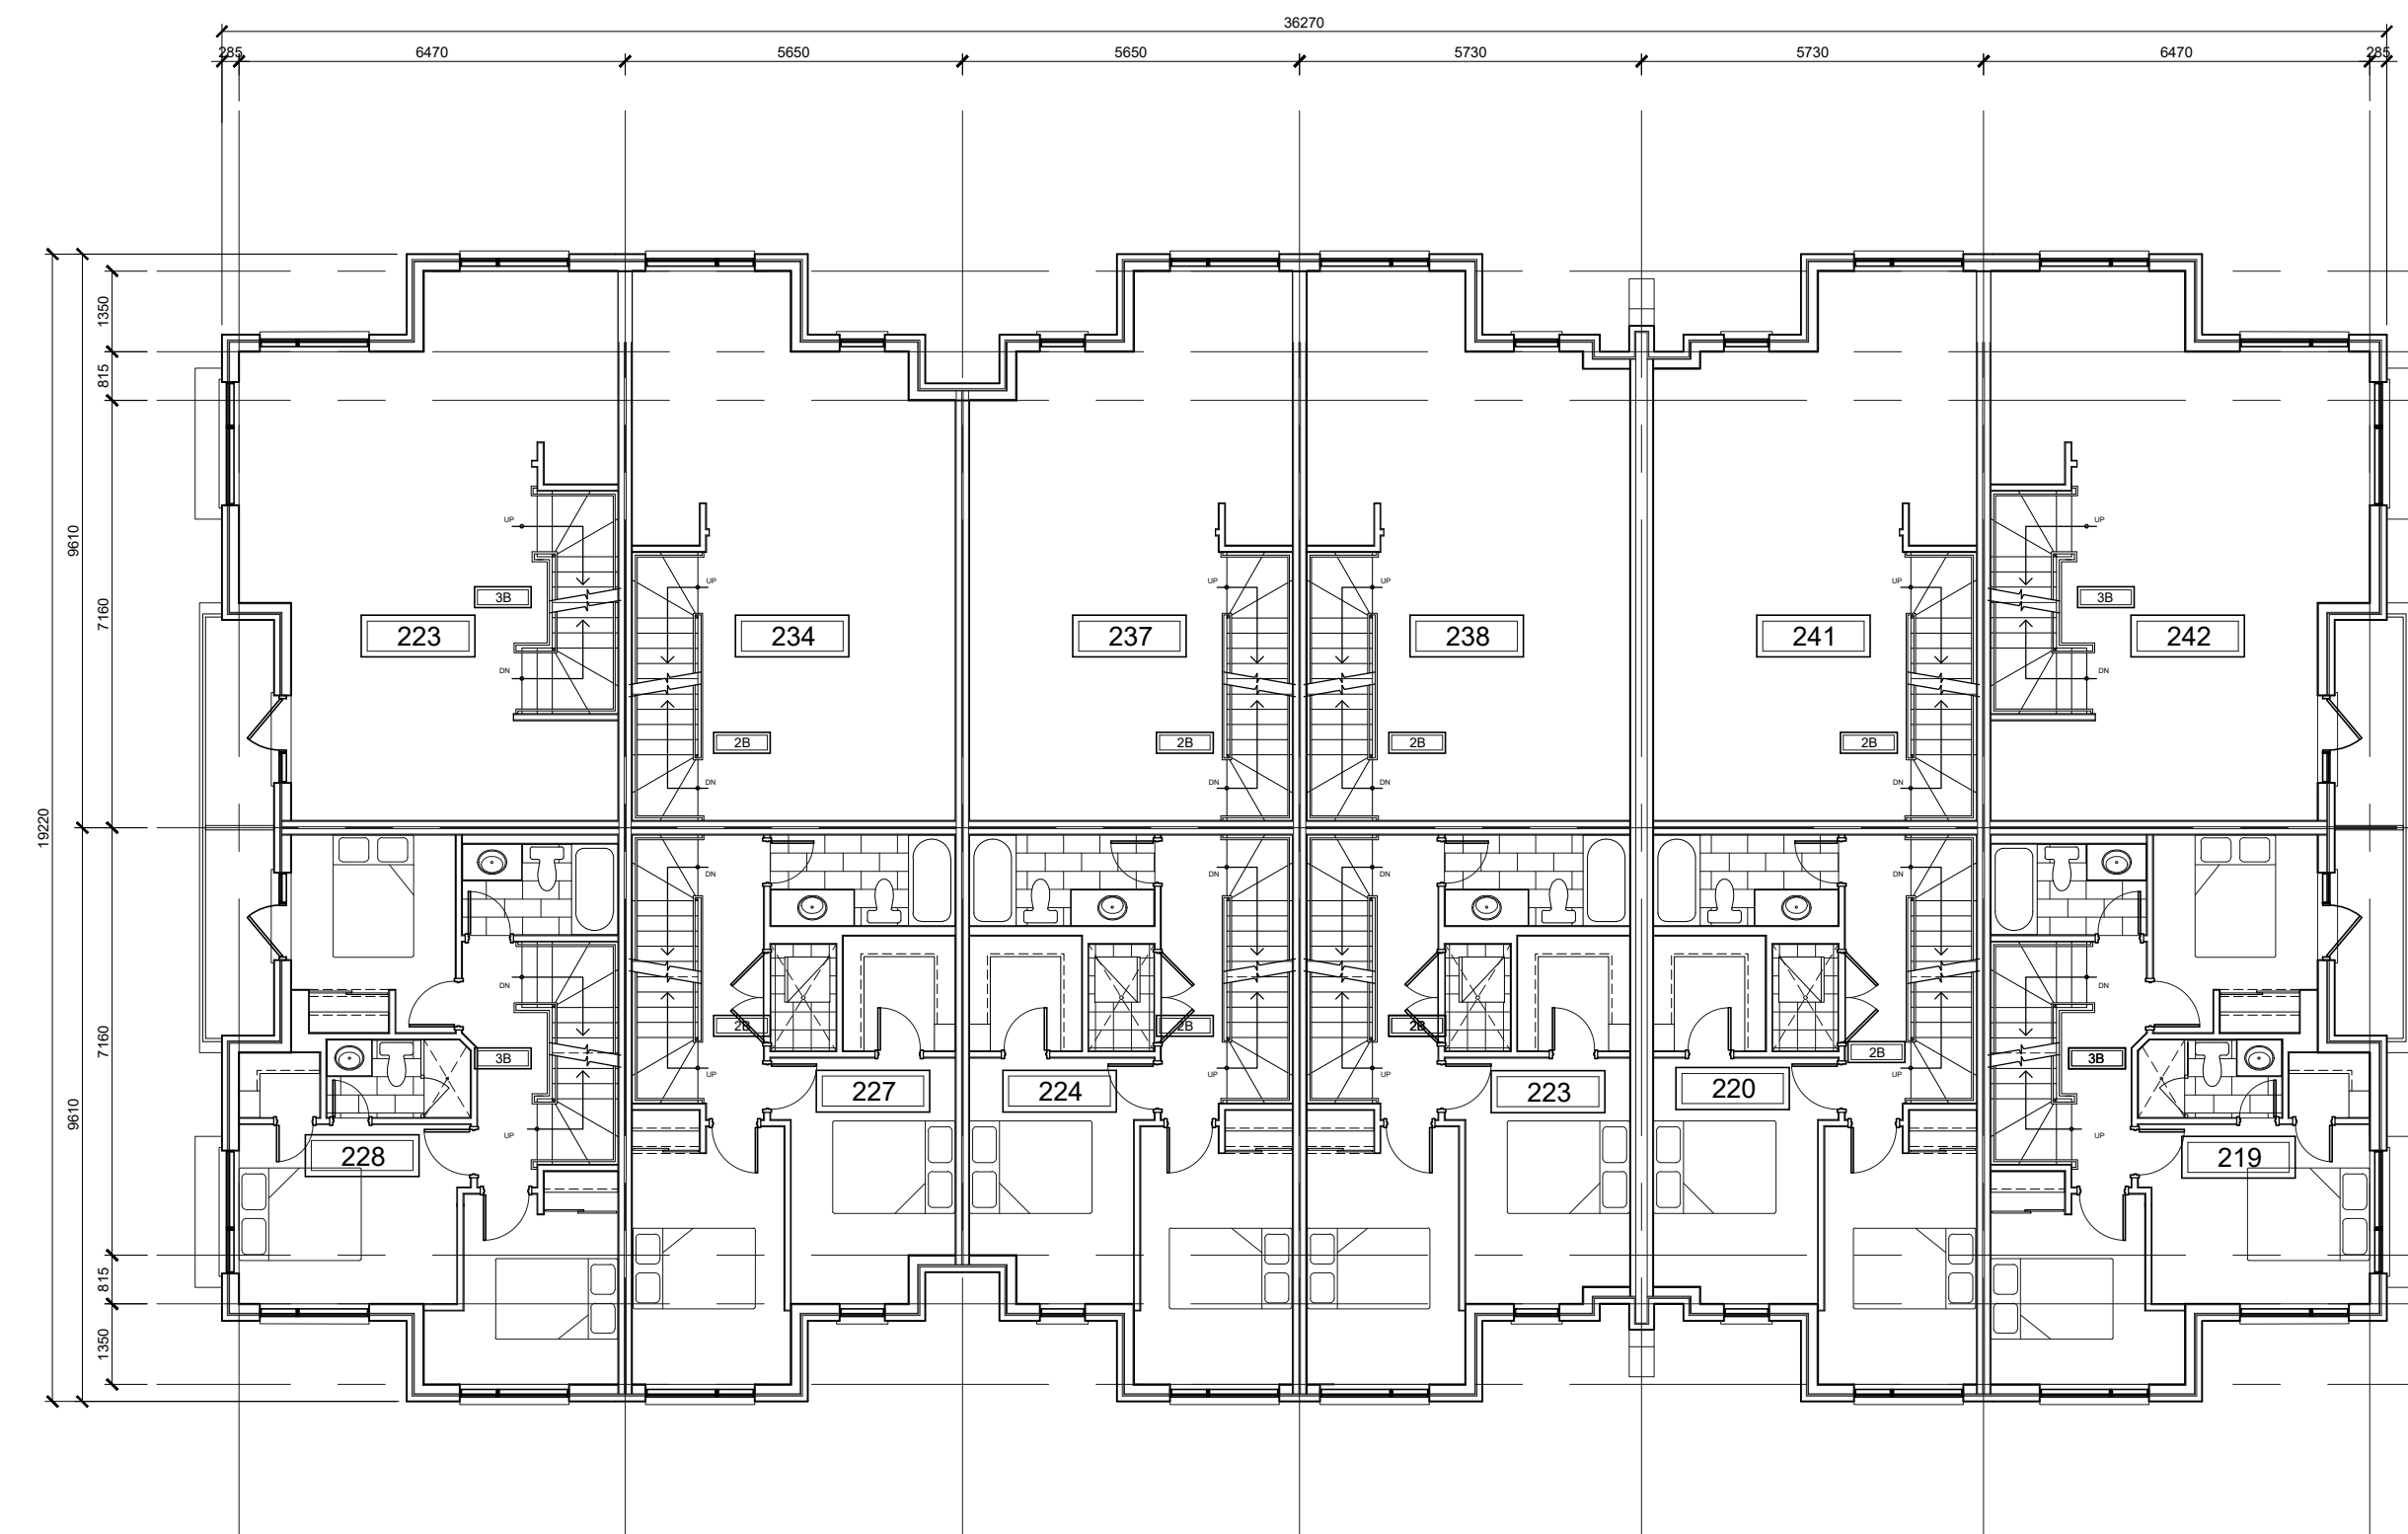 36270
285 6470 5650 5650 5730 5730 6470 285
1350
815
UP UP
9610
UP UP UP UP
3B 3B
7160
223 234 237 238 241 242
DN DN
2B 2B 2B 2B
DN DN DN DN
19220
DN DN DN DN
DN DN
2B 2B 2B 2B
7160
3B 3B
2B
UP UP UP UP
227 224 223 220
9610
UP UP
228 219
815
1350